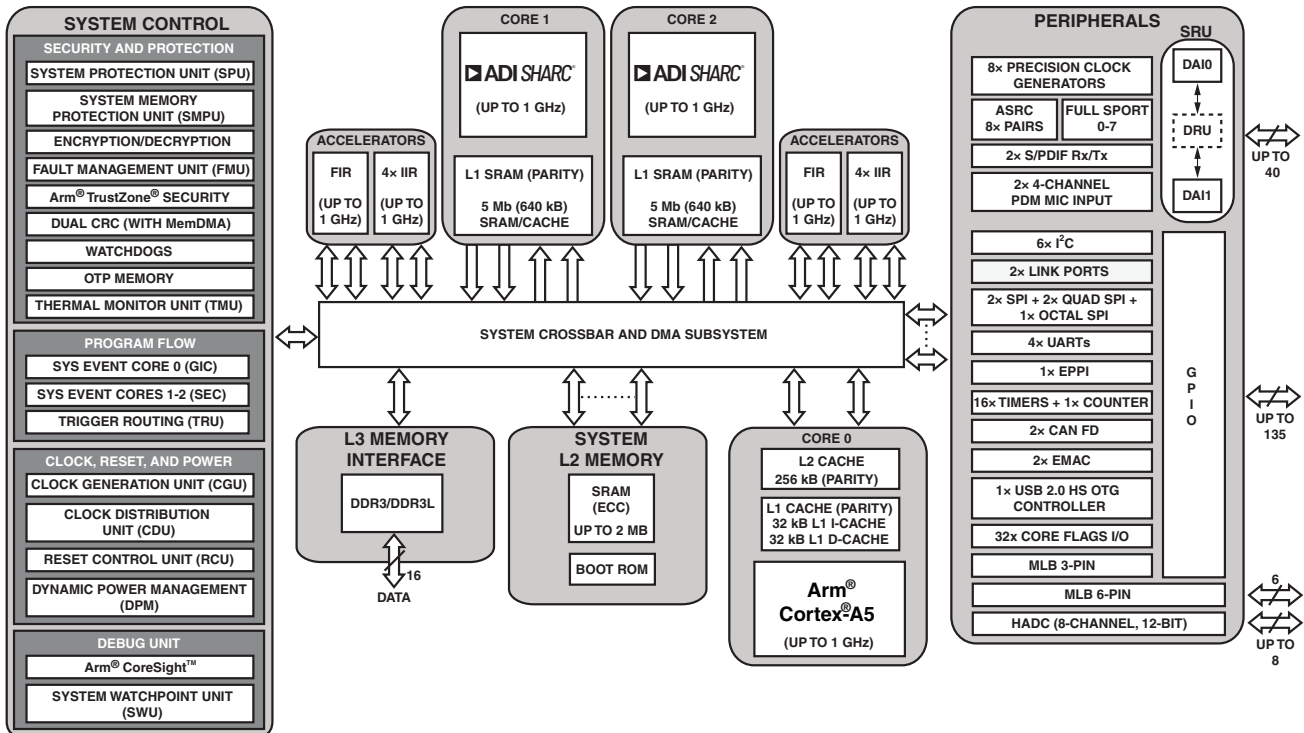 SYSTEM CONTROL
SECURITY AND PROTECTION
SYSTEM PROTECTION UNIT (SPU)
SYSTEM MEMORY
PROTECTION UNIT (SMPU)
ENCRYPTION/DECRYPTION
FAULT MANAGEMENT UNIT (FMU)
Arm® TrustZone® SECURITY
DUAL CRC (WITH MemDMA)
WATCHDOGS
OTP MEMORY
THERMAL MONITOR UNIT (TMU)
PROGRAM FLOW
SYS EVENT CORE 0 (GIC)
SYS EVENT CORES 1-2 (SEC)
TRIGGER ROUTING (TRU)
CLOCK, RESET, AND POWER
CLOCK GENERATION UNIT (CGU)
CLOCK DISTRIBUTION
UNIT (CDU)
RESET CONTROL UNIT (RCU)
DYNAMIC POWER MANAGEMENT
(DPM)
DEBUG UNIT
Arm® CoreSight™
SYSTEM WATCHPOINT UNIT
(SWU)
CORE 1
ADI SHARC®
(UP TO 1 GHz)
L1 SRAM (PARITY)
5 Mb (640 kB)
SRAM/CACHE
CORE 2
ADI SHARC®
(UP TO 1 GHz)
L1 SRAM (PARITY)
5 Mb (640 kB)
SRAM/CACHE
ACCELERATORS
FIR
(UP TO
1 GHz)
4× IIR
(UP TO
1 GHz)
ACCELERATORS
FIR
(UP TO
1 GHz)
4× IIR
(UP TO
1 GHz)
SYSTEM CROSSBAR AND DMA SUBSYSTEM
L3 MEMORY
INTERFACE
DDR3/DDR3L
16
DATA
SYSTEM
L2 MEMORY
SRAM
(ECC)
UP TO 2 MB
BOOT ROM
CORE 0
L2 CACHE
256 kB (PARITY)
L1 CACHE (PARITY)
32 kB L1 I-CACHE
32 kB L1 D-CACHE
Arm®
Cortex®-A5
(UP TO 1 GHz)
PERIPHERALS
SRU
8× PRECISION CLOCK
GENERATORS
ASRC
8× PAIRS
FULL SPORT
0-7
2× S/PDIF Rx/Tx
2× 4-CHANNEL
PDM MIC INPUT
DAI0
DRU
DAI1
UP TO
40
6× I²C
2× LINK PORTS
2× SPI + 2× QUAD SPI +
1× OCTAL SPI
4× UARTs
1× EPPI
16× TIMERS + 1× COUNTER
2× CAN FD
2× EMAC
1× USB 2.0 HS OTG
CONTROLLER
32x CORE FLAGS I/O
MLB 3-PIN
GPIO
UP TO
135
MLB 6-PIN
6
HADC (8-CHANNEL, 12-BIT)
UP TO
8